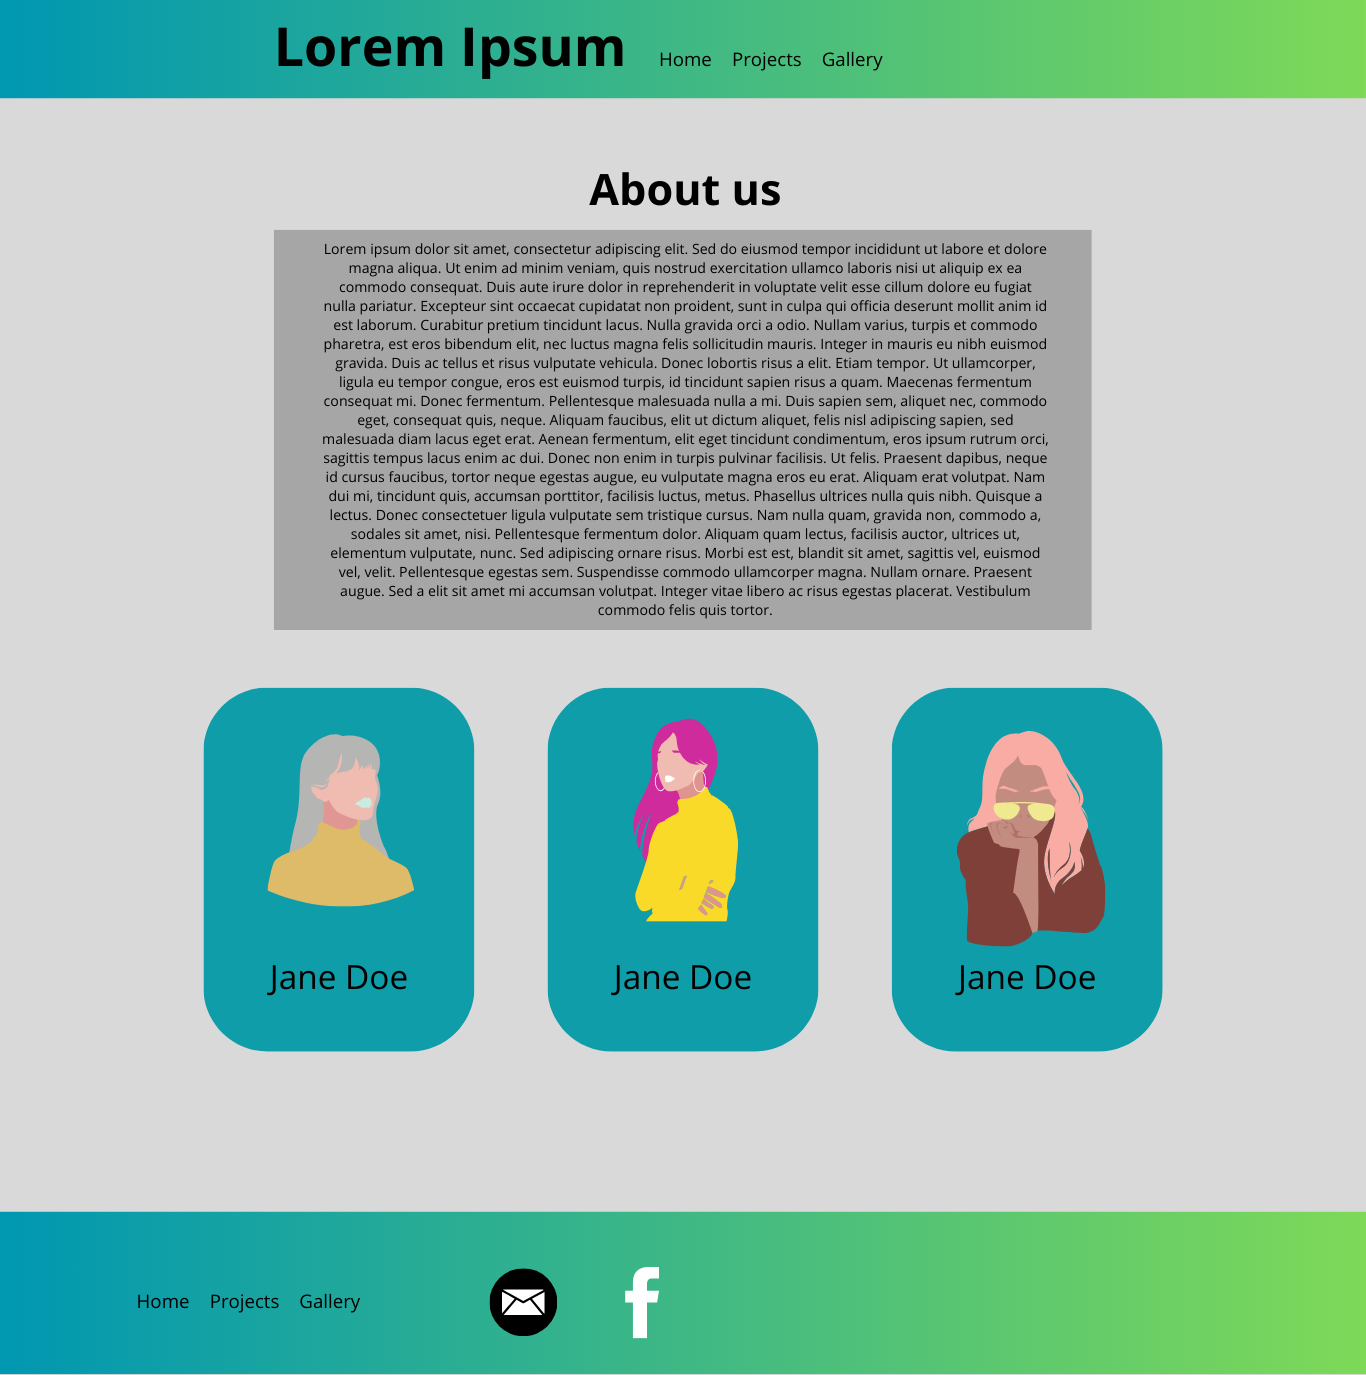 Lorem Ipsum
Home Projects Gallery
About us
Lorem ipsum dolor sit amet, consectetur adipiscing elit. Sed do eiusmod tempor incididunt ut labore et dolore
magna aliqua. Ut enim ad minim veniam, quis nostrud exercitation ullamco laboris nisi ut aliquip ex ea
commodo consequat. Duis aute irure dolor in reprehenderit in voluptate velit esse cillum dolore eu fugiat
nulla pariatur. Excepteur sint occaecat cupidatat non proident, sunt in culpa qui officia deserunt mollit anim id
est laborum. Curabitur pretium tincidunt lacus. Nulla gravida orci a odio. Nullam varius, turpis et commodo
pharetra, est eros bibendum elit, nec luctus magna felis sollicitudin mauris. Integer in mauris eu nibh euismod
gravida. Duis ac tellus et risus vulputate vehicula. Donec lobortis risus a elit. Etiam tempor. Ut ullamcorper,
ligula eu tempor congue, eros est euismod turpis, id tincidunt sapien risus a quam. Maecenas fermentum
consequat mi. Donec fermentum. Pellentesque malesuada nulla a mi. Duis sapien sem, aliquet nec, commodo
eget, consequat quis, neque. Aliquam faucibus, elit ut dictum aliquet, felis nisl adipiscing sapien, sed
malesuada diam lacus eget erat. Aenean fermentum, elit eget tincidunt condimentum, eros ipsum rutrum orci,
sagittis tempus lacus enim ac dui. Donec non enim in turpis pulvinar facilisis. Ut felis. Praesent dapibus, neque
id cursus faucibus, tortor neque egestas augue, eu vulputate magna eros eu erat. Aliquam erat volutpat. Nam
dui mi, tincidunt quis, accumsan porttitor, facilisis luctus, metus. Phasellus ultrices nulla quis nibh. Quisque a
lectus. Donec consectetuer ligula vulputate sem tristique cursus. Nam nulla quam, gravida non, commodo a,
sodales sit amet, nisi. Pellentesque fermentum dolor. Aliquam quam lectus, facilisis auctor, ultrices ut,
elementum vulputate, nunc. Sed adipiscing ornare risus. Morbi est est, blandit sit amet, sagittis vel, euismod
vel, velit. Pellentesque egestas sem. Suspendisse commodo ullamcorper magna. Nullam ornare. Praesent
augue. Sed a elit sit amet mi accumsan volutpat. Integer vitae libero ac risus egestas placerat. Vestibulum
commodo felis quis tortor.
Jane Doe
Jane Doe
Jane Doe
Home Projects Gallery